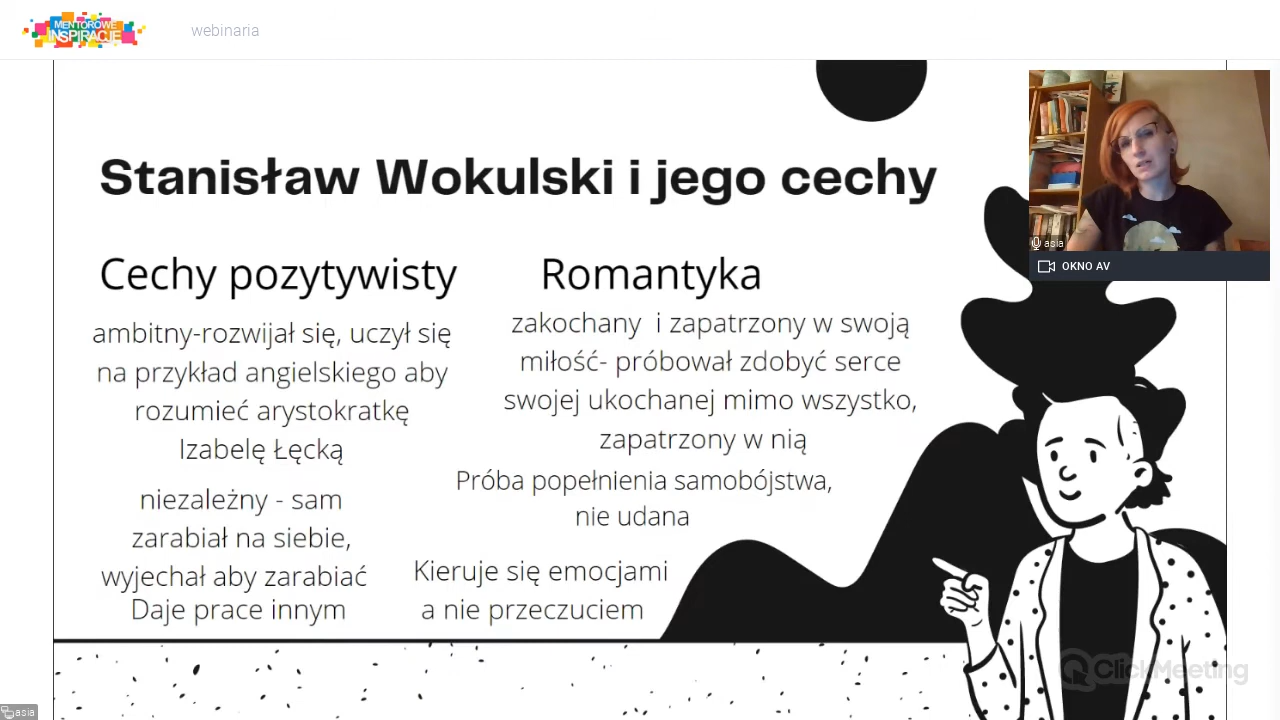 MENTOROWE
INSPIRACJE
webinaria
Stanisław Wokulski i jego cechy
Cechy pozytywisty
ambitny-rozwijał się, uczył się
na przykład angielskiego aby
rozumieć arystokratkę
Izabelę Łęcką
niezależny - sam
zarabiał na siebie,
wyjechał aby zarabiać
Daje prace innym
Romantyka
zakochany i zapatrzony w swoją
miłość- próbował zdobyć serce
swojej ukochanej mimo wszystko,
zapatrzony w nią
Próba popełnienia samobójstwa,
nie udana
Kieruje się emocjami
a nie przeczuciem
asia
OKNO AV
ClickMeeting
asia